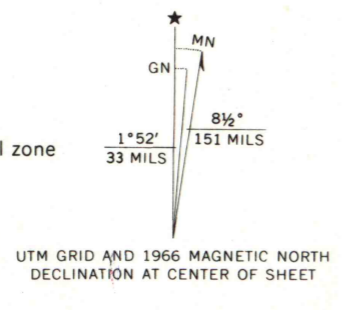 ★
MN
GN
8½°
151 MILS
1°52′
33 MILS
l zone
UTM GRID AND 1966 MAGNETIC NORTH
DECLINATION AT CENTER OF SHEET